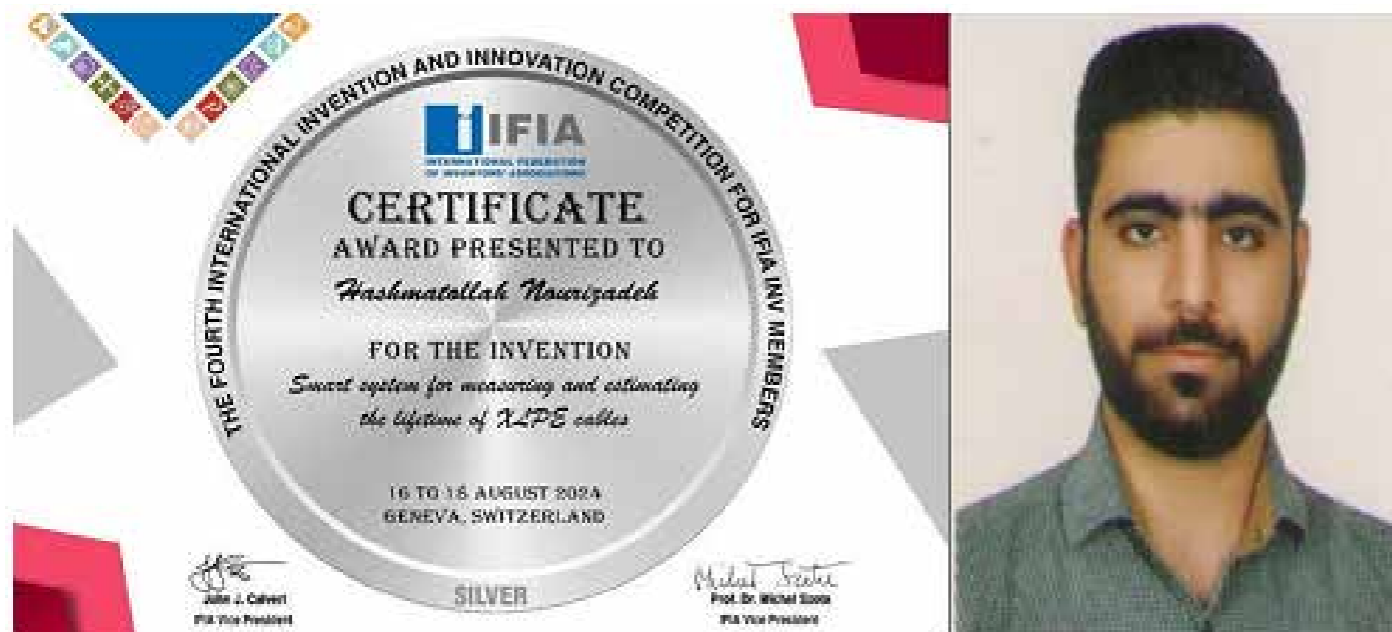 THE FOURTH INTERNATIONAL INVENTION AND INNOVATION COMPETITION FOR IFIA INV MEMBERS
IFIA
INTERNATIONAL FEDERATION
OF INVENTORS' ASSOCIATIONS
CERTIFICATE
AWARD PRESENTED TO
Hashmatollah Nourizadeh
FOR THE INVENTION
Smart system for measuring and estimating
the lifetime of XLPE cables
16 TO 18 AUGUST 2024
GENEVA, SWITZERLAND
SILVER
John J. Calvert
IFIA Vice President
Prof. Dr. Michel
IFIA Vice President